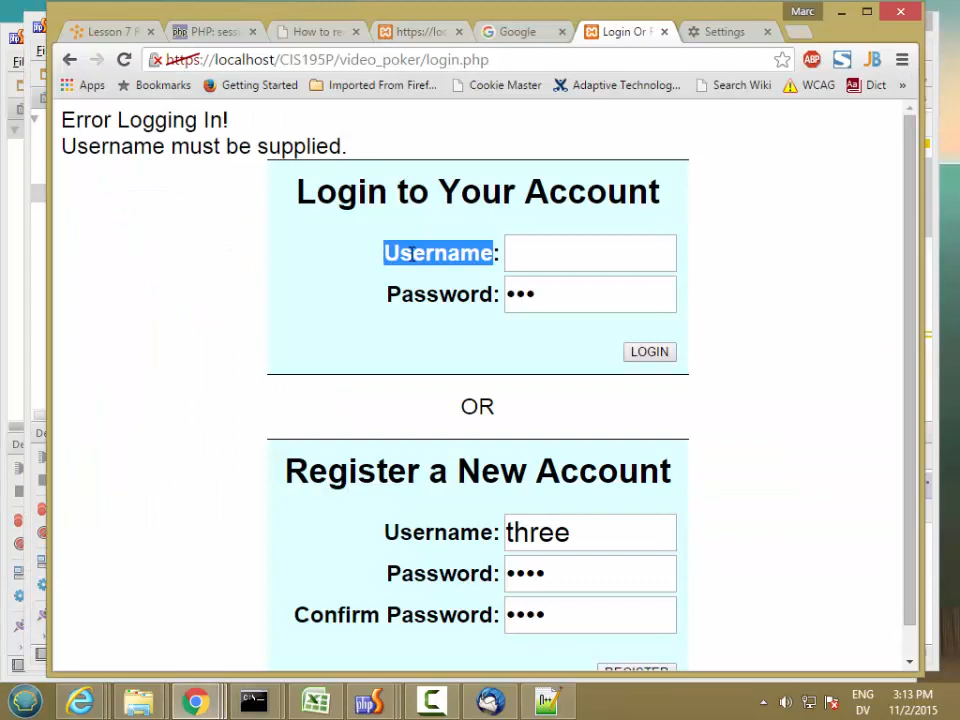 Marc
Lesson 7 P
PHP: sessi
How to re
https://loc
Google
Login Or F
Settings
https://localhost/CIS195P/video_poker/login.php
ABP
S
JB
Apps
Bookmarks
Getting Started
Imported From Firef...
Cookie Master
Adaptive Technolog...
Search Wiki
WCAG
Dict
»
Error Logging In!
Username must be supplied.
Login to Your Account
Username:
Password: •••
LOGIN
OR
Register a New Account
Username: three
Password: ••••
Confirm Password: ••••
ENG
DV
3:13 PM
11/2/2015